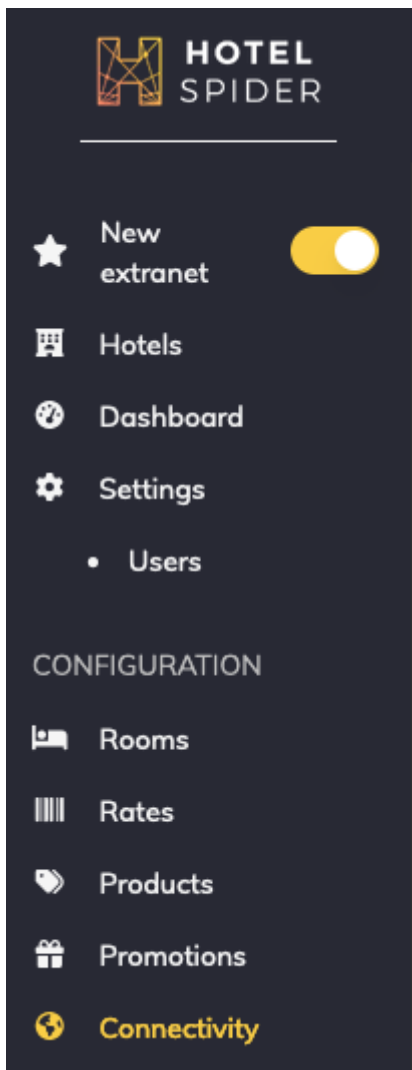 HOTEL
SPIDER
New
extranet
Hotels
Dashboard
Settings
• Users
CONFIGURATION
Rooms
Rates
Products
Promotions
Connectivity